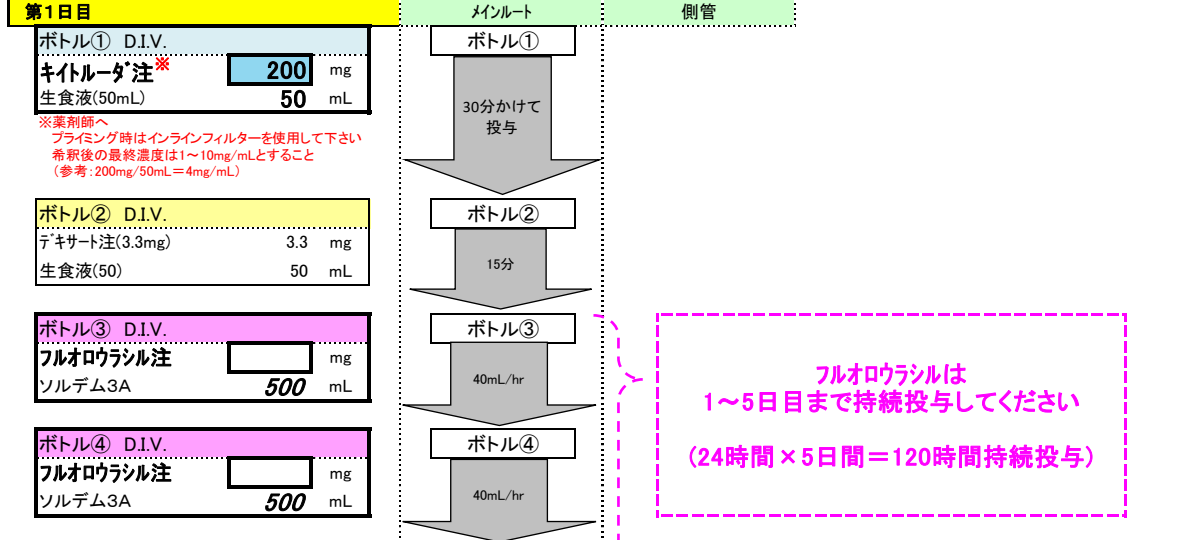 第1日目
メインルート
側管
ボトル① D.I.V.
キイトルーダ注※ 200 mg
生食液(50mL) 50 mL
※薬剤師へ
プライミング時はインラインフィルターを使用して下さい
希釈後の最終濃度は1～10mg/mLとすること
(参考:200mg/50mL＝4mg/mL)
ボトル①
30分かけて
投与
ボトル② D.I.V.
デキサート注(3.3mg) 3.3 mg
生食液(50) 50 mL
ボトル②
15分
ボトル③ D.I.V.
フルオロウラシル注 mg
ソルデム3A 500 mL
ボトル③
40mL/hr
ボトル④ D.I.V.
フルオロウラシル注 mg
ソルデム3A 500 mL
ボトル④
40mL/hr
フルオロウラシルは
1～5日目まで持続投与してください
(24時間×5日間＝120時間持続投与)